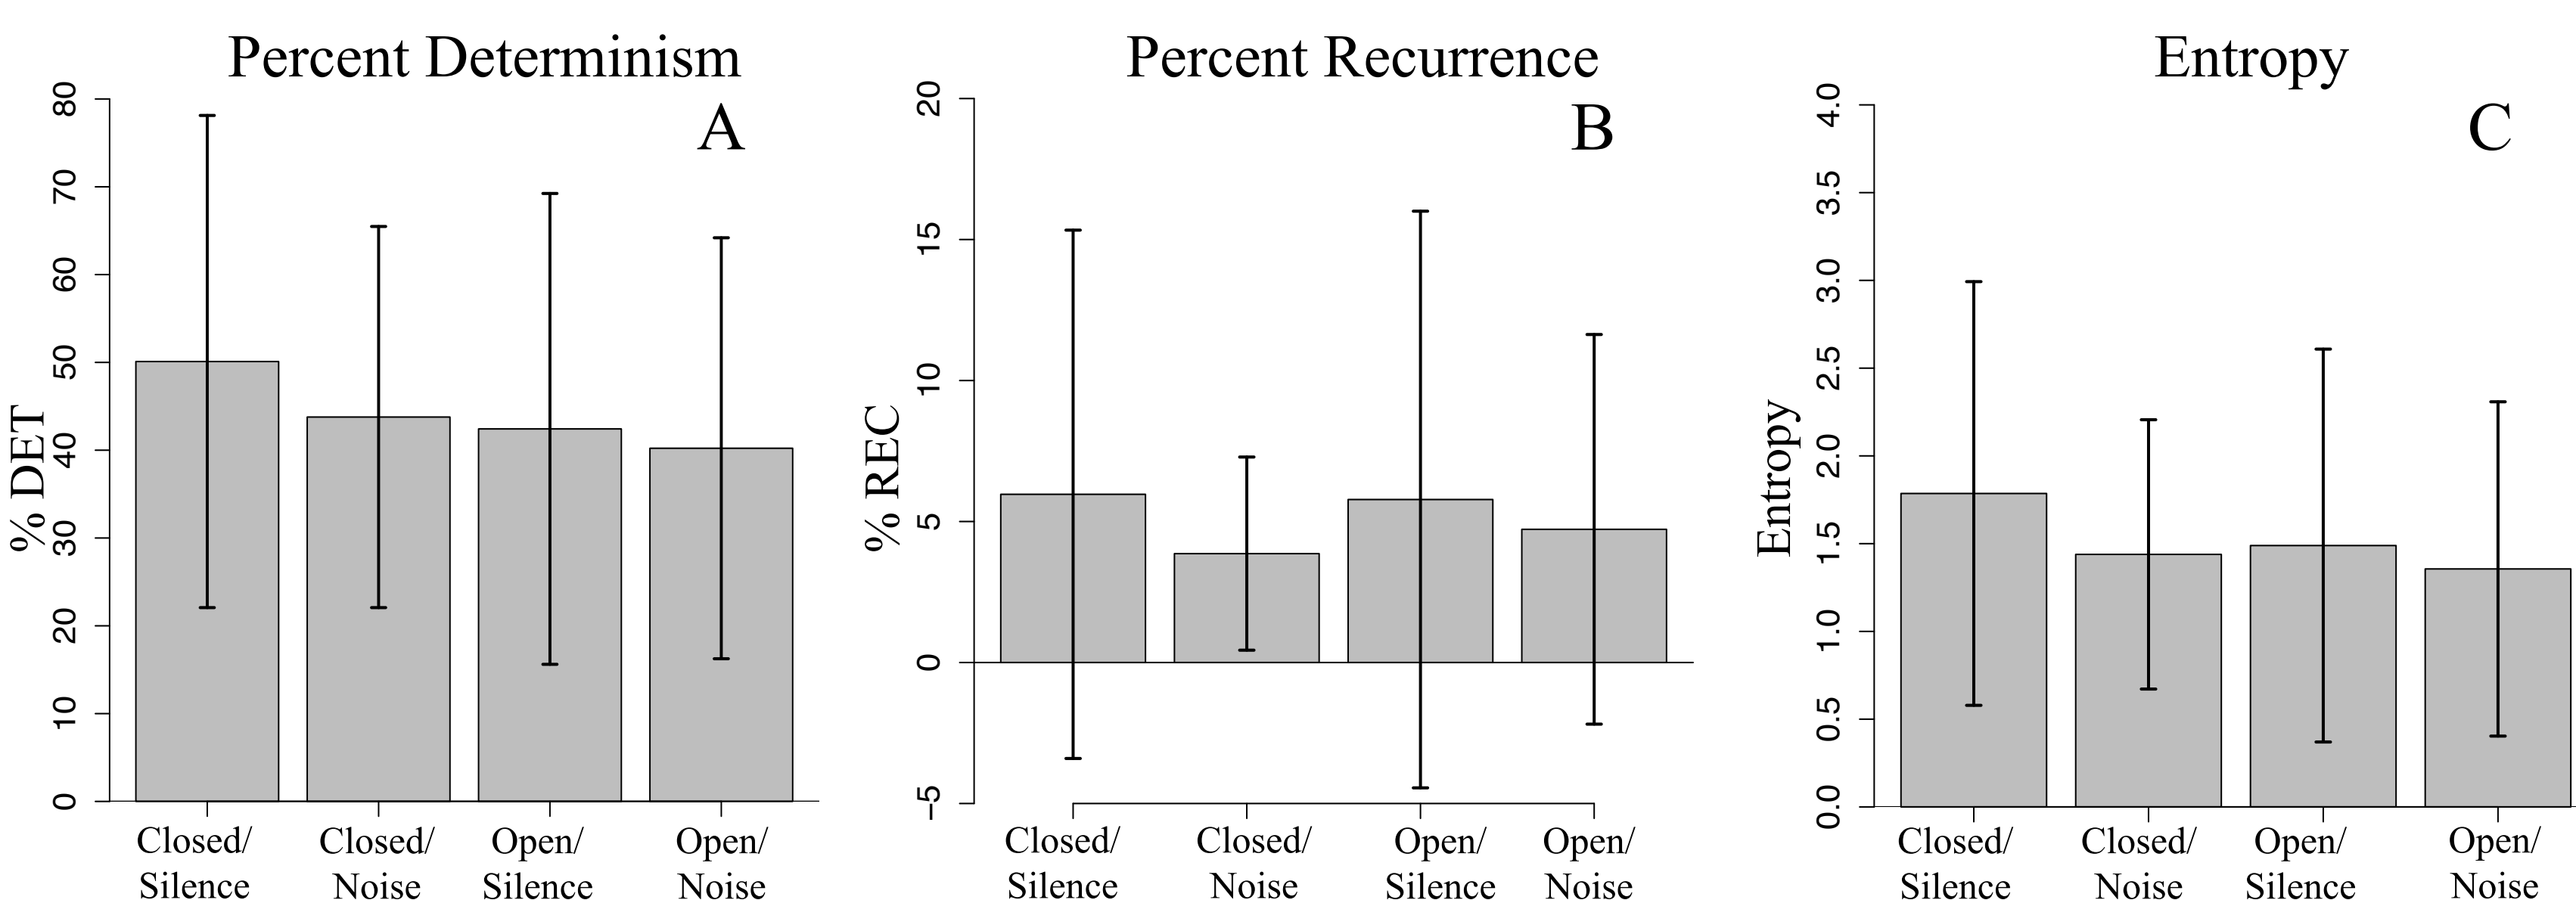 Percent Determinism
A
% DET
80
70
60
50
40
30
20
10
0
Closed/
Silence
Closed/
Noise
Open/
Silence
Open/
Noise
Percent Recurrence
B
% REC
20
15
10
5
0
−5
Closed/
Silence
Closed/
Noise
Open/
Silence
Open/
Noise
Entropy
C
Entropy
4.0
3.5
3.0
2.5
2.0
1.5
1.0
0.5
0.0
Closed/
Silence
Closed/
Noise
Open/
Silence
Open/
Noise